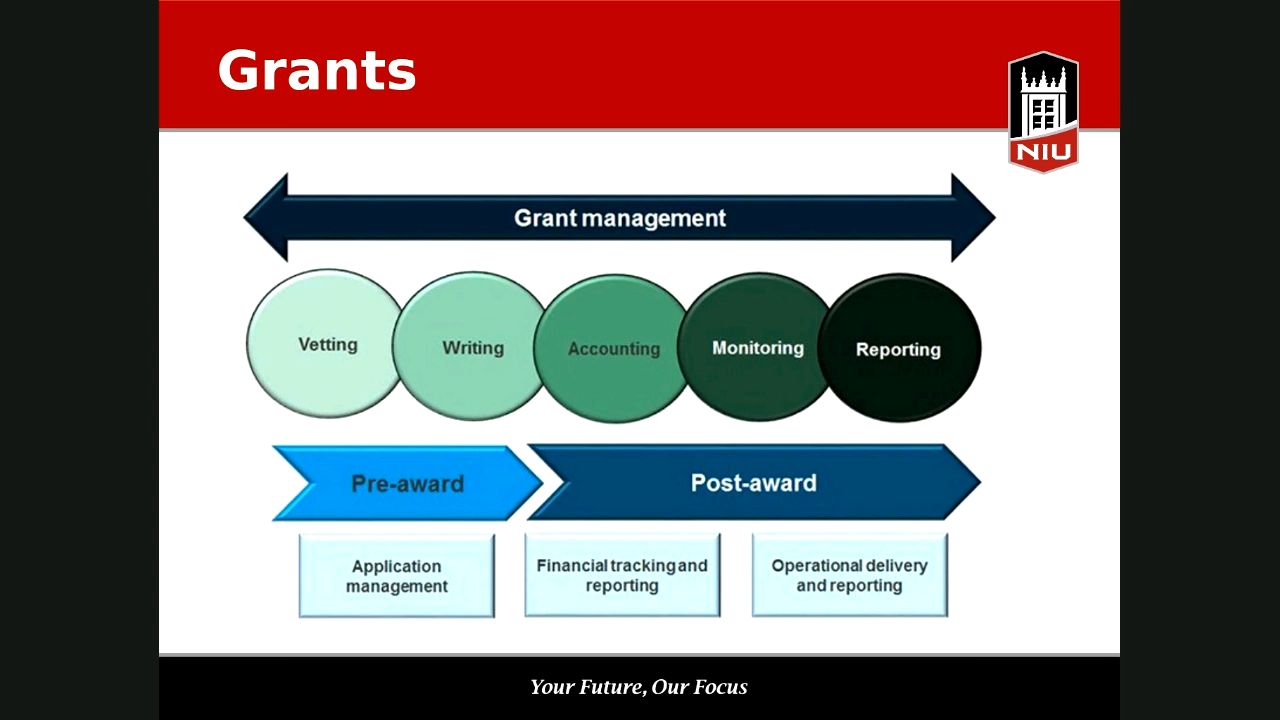 Grants
NIU
Grant management
Vetting
Writing
Accounting
Monitoring
Reporting
Pre-award
Post-award
Application
management
Financial tracking and
reporting
Operational delivery
and reporting
Your Future, Our Focus